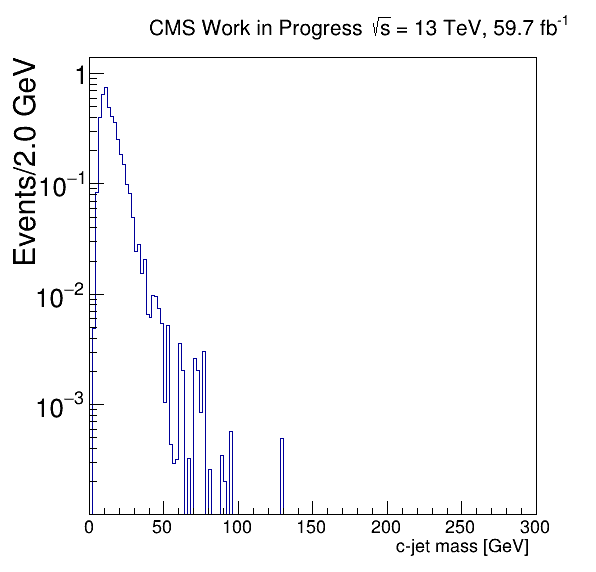 CMS Work in Progress √s = 13 TeV, 59.7 fb⁻¹
Events/2.0 GeV
1
10⁻¹
10⁻²
10⁻³
0 50 100 150 200 250 300
c-jet mass [GeV]